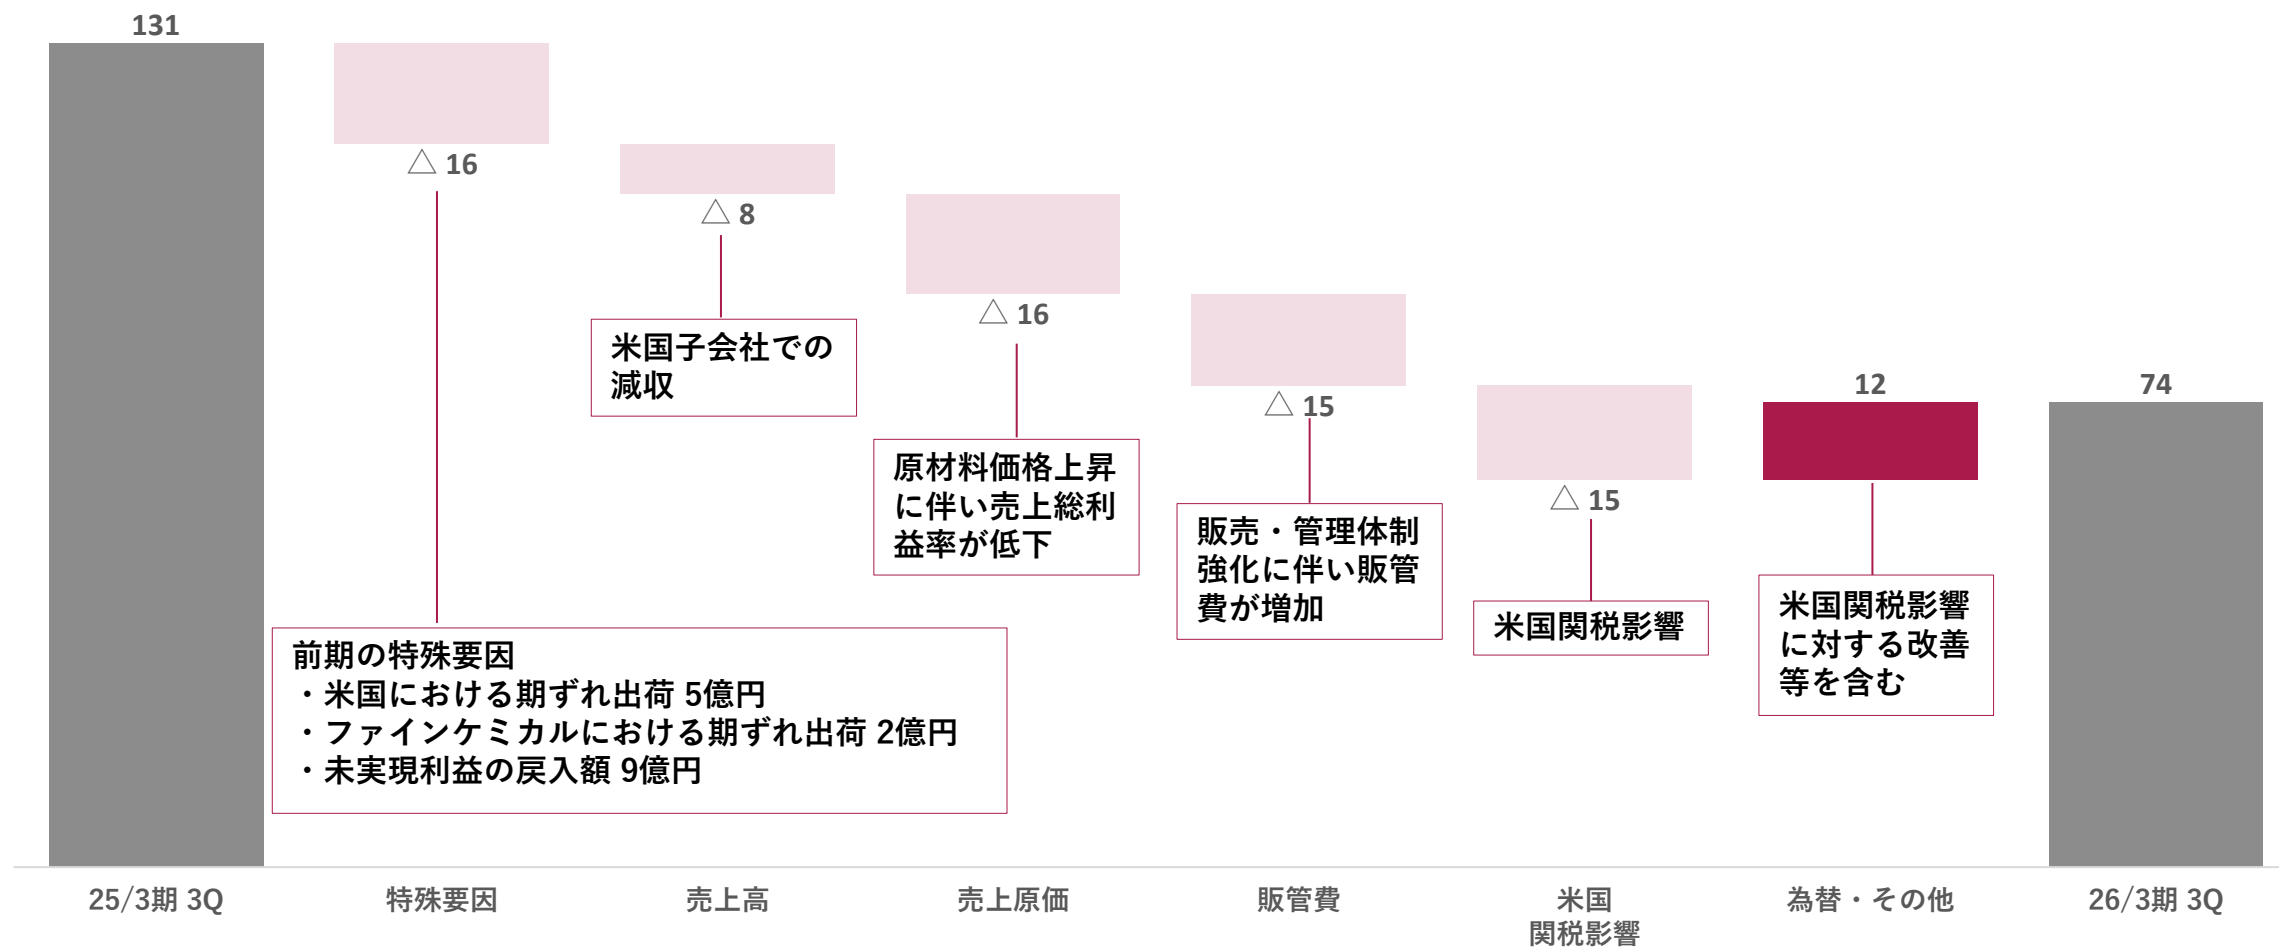 131
△ 16
△ 8
△ 16
△ 15
△ 15
12
74
米国子会社での
減収
原材料価格上昇
に伴い売上総利
益率が低下
販売・管理体制
強化に伴い販管
費が増加
米国関税影響
米国関税影響
に対する改善
等を含む
前期の特殊要因
・米国における期ずれ出荷 5億円
・ファインケミカルにおける期ずれ出荷 2億円
・未実現利益の戻入額 9億円
25/3期 3Q
特殊要因
売上高
売上原価
販管費
米国
関税影響
為替・その他
26/3期 3Q